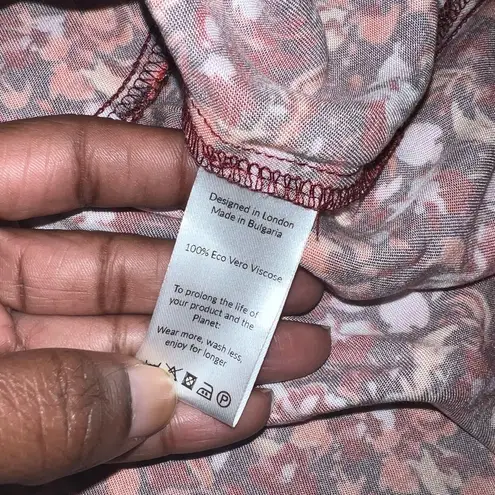 Designed in London
Made in Bulgaria
100% Eco Vero Viscose
To prolong the life of
your product and the
Planet:
Wear more, wash less,
enjoy for longer
P